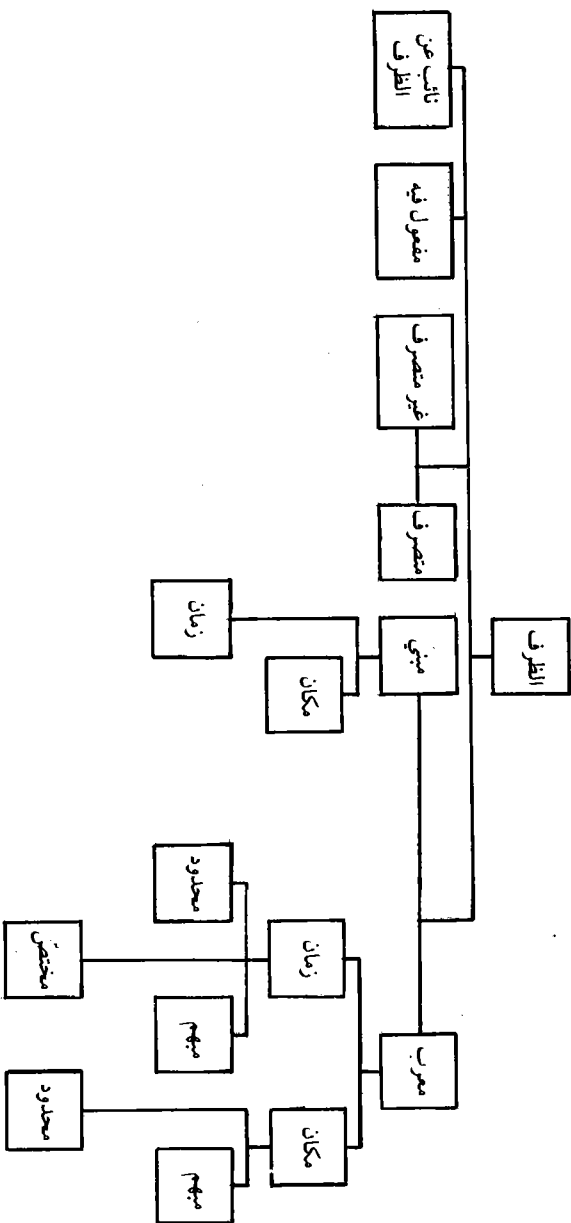 الظرف
معرب
مبني
متصرف
غير متصرف
مفعول فيه
نائب عن
الظرف
مكان
زمان
مكان
زمان
مبهم
محدود
مبهم
مختصّ
محدود